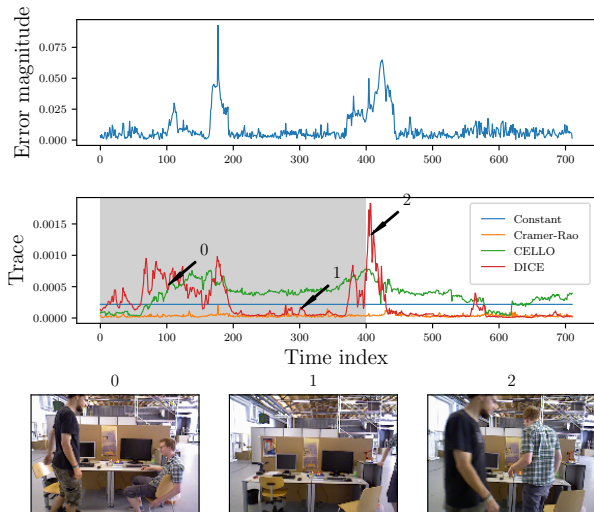 Error magnitude
0.075
0.050
0.025
0.000
0 100 200 300 400 500 600 700
Trace
0.0015
0.0010
0.0005
0.0000
0
1
2
Constant
Cramer-Rao
CELLO
DICE
0 100 200 300 400 500 600 700
Time index
0 1 2